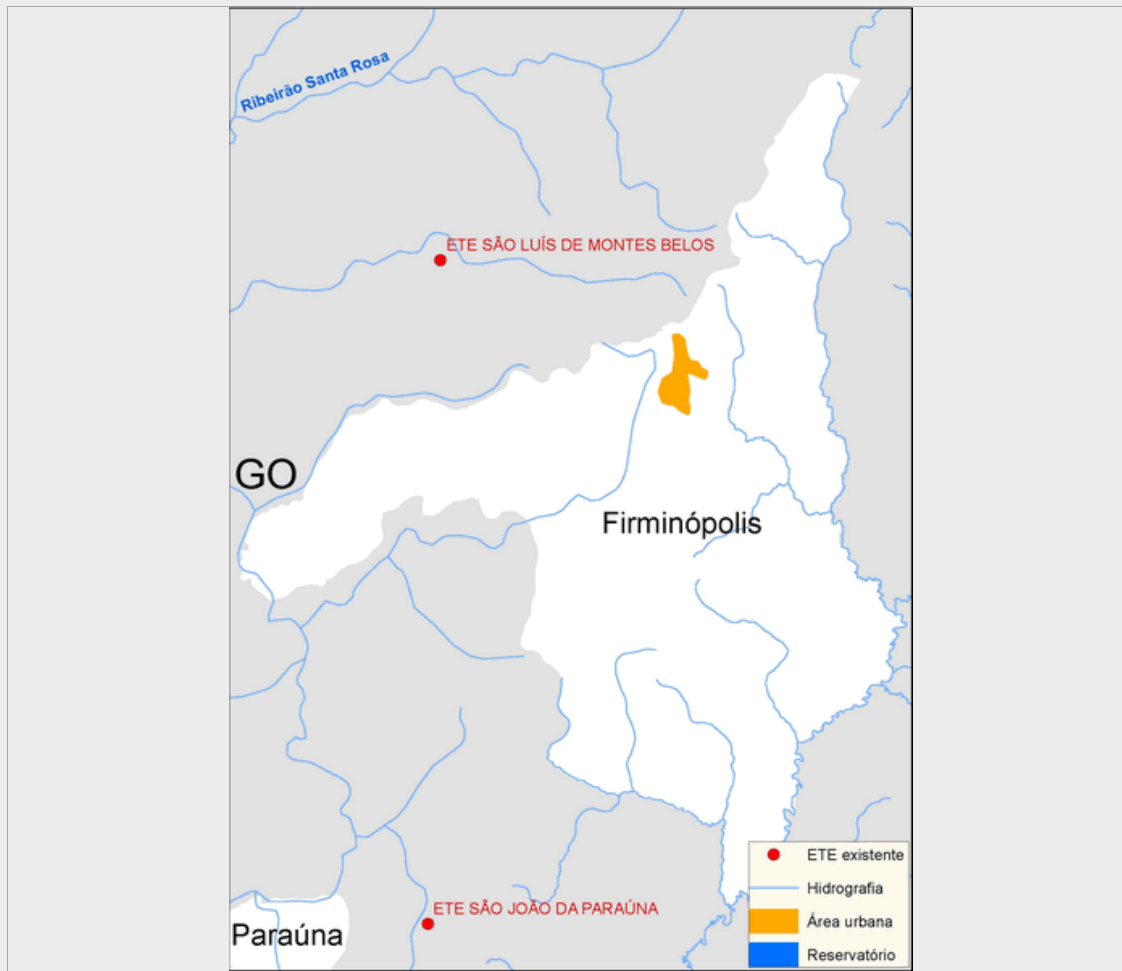 Ribeirão Santa Rosa
ETE SÃO LUÍS DE MONTES BELOS
GO
Firminópolis
ETE existente
Hidrografia
ETE SÃO JOÃO DA PARAÚNA
Área urbana
Paraúna
Reservatório